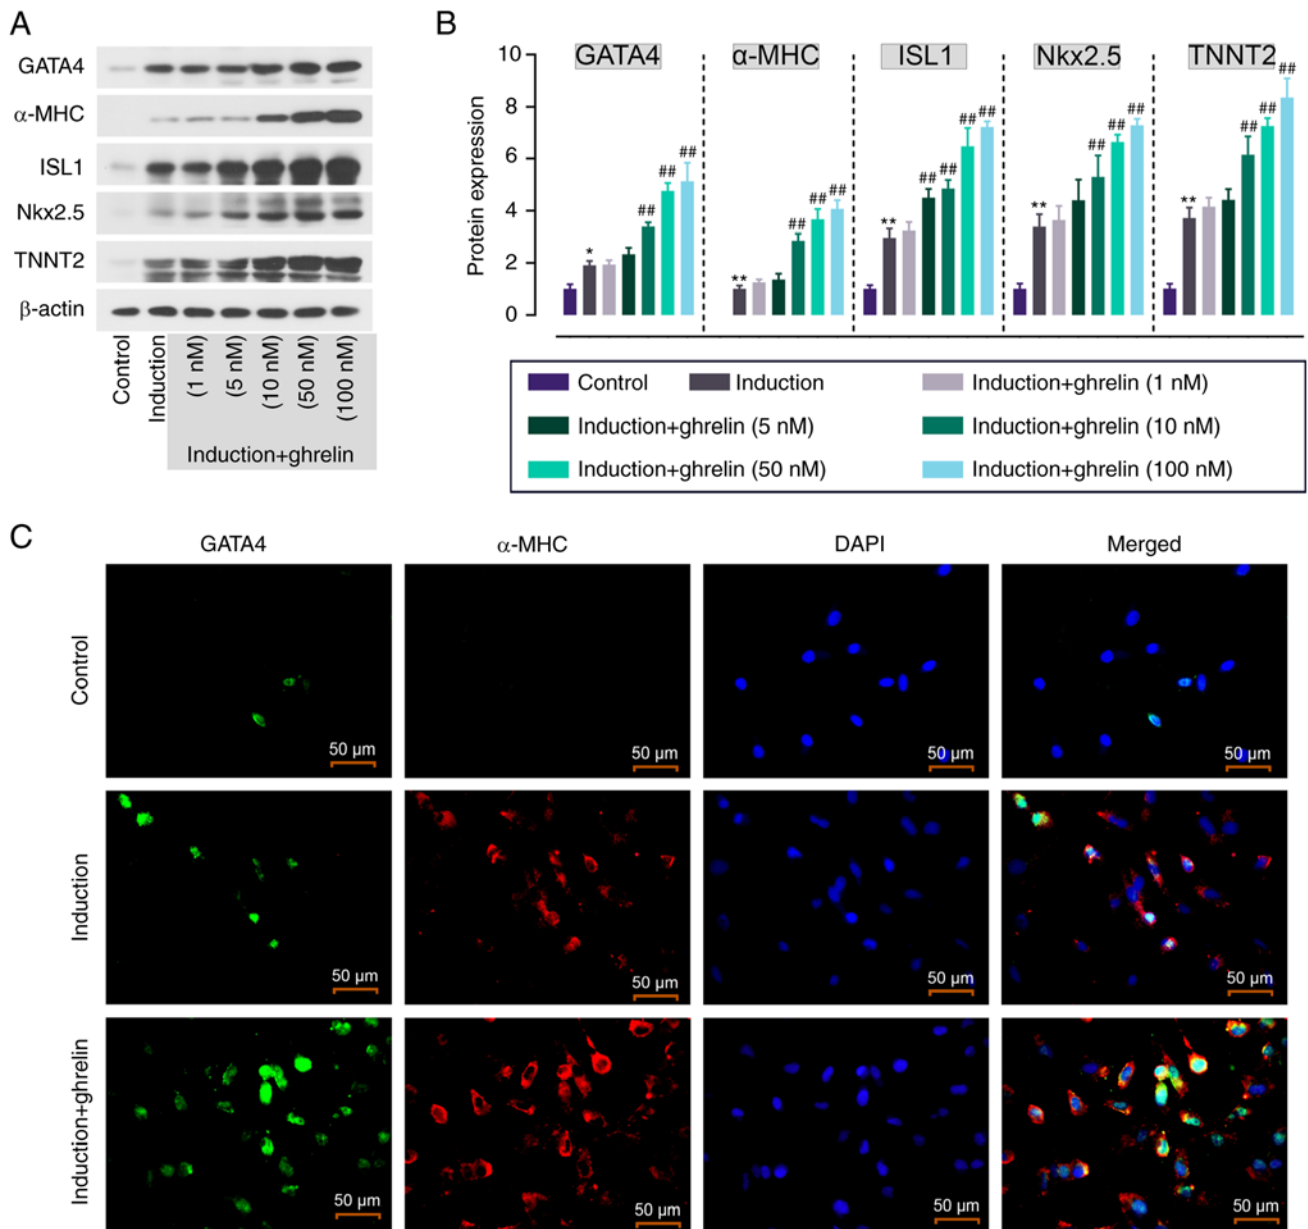 A
GATA4
α-MHC
ISL1
Nkx2.5
TNNT2
β-actin
Control
Induction
(1 nM)
(5 nM)
(10 nM)
(50 nM)
(100 nM)
Induction+ghrelin
B
Protein expression
10
8
6
4
2
0
GATA4
α-MHC
ISL1
Nkx2.5
TNNT2
*
##
##
##
**
##
##
##
**
##
##
##
##
**
##
##
##
**
##
##
##
Control
Induction
Induction+ghrelin (1 nM)
Induction+ghrelin (5 nM)
Induction+ghrelin (10 nM)
Induction+ghrelin (50 nM)
Induction+ghrelin (100 nM)
C
GATA4
α-MHC
DAPI
Merged
Control
50 μm
50 μm
50 μm
50 μm
Induction
50 μm
50 μm
50 μm
50 μm
Induction+ghrelin
50 μm
50 μm
50 μm
50 μm